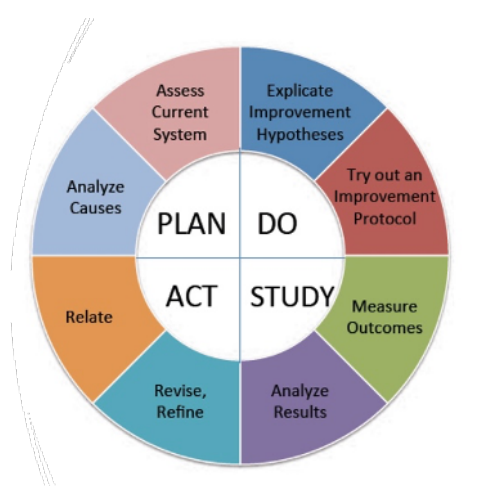 Assess
Current
System
Explicate
Improvement
Hypotheses
Try out an
Improvement
Protocol
Measure
Outcomes
Analyze
Results
Revise,
Refine
Relate
Analyze
Causes
PLAN
DO
ACT
STUDY